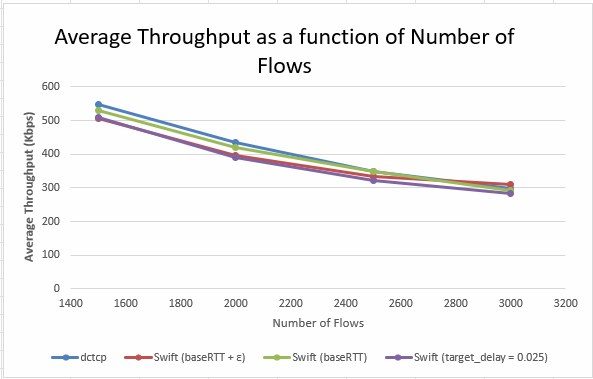 Average Throughput as a function of Number of
Flows
Average Throughput (Kbps)
600
500
400
300
200
100
0
1400 1600 1800 2000 2200 2400 2600 2800 3000 3200
Number of Flows
dctcp Swift (baseRTT + ε) Swift (baseRTT) Swift (target_delay = 0.025)